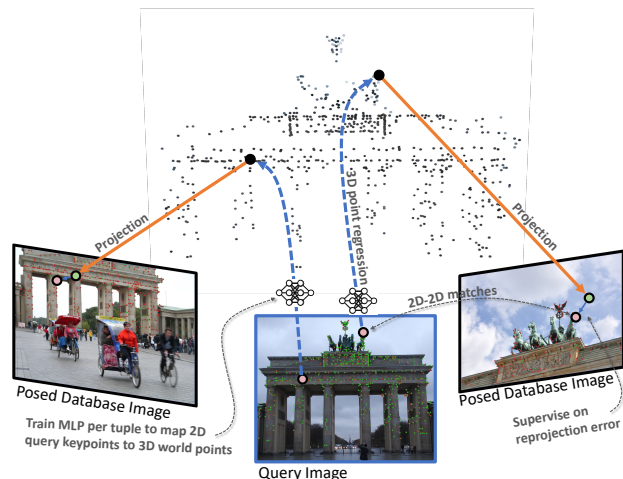 3D point regression
Projection
Projection
2D-2D matches
Posed Database Image
Posed Database Image
Train MLP per tuple to map 2D
query keypoints to 3D world points
Supervise on
reprojection error
Query Image